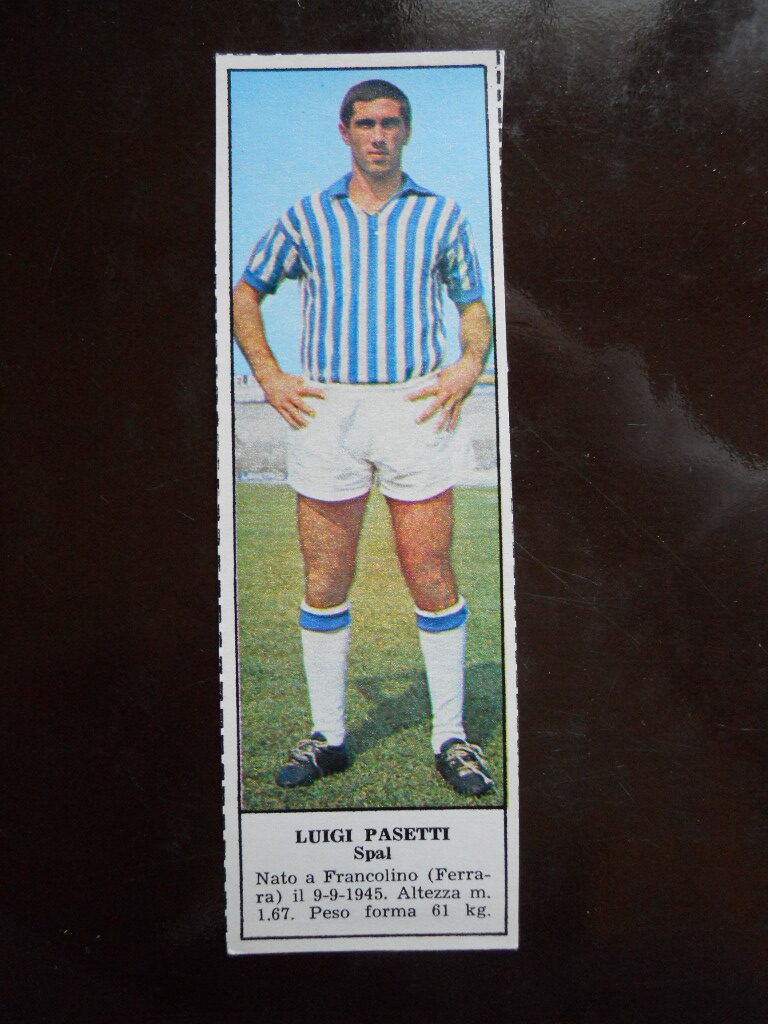 LUIGI PASETTI
Spal
Nato a Francolino (Ferra-
ra) il 9-9-1945. Altezza m.
1.67. Peso forma 61 kg.